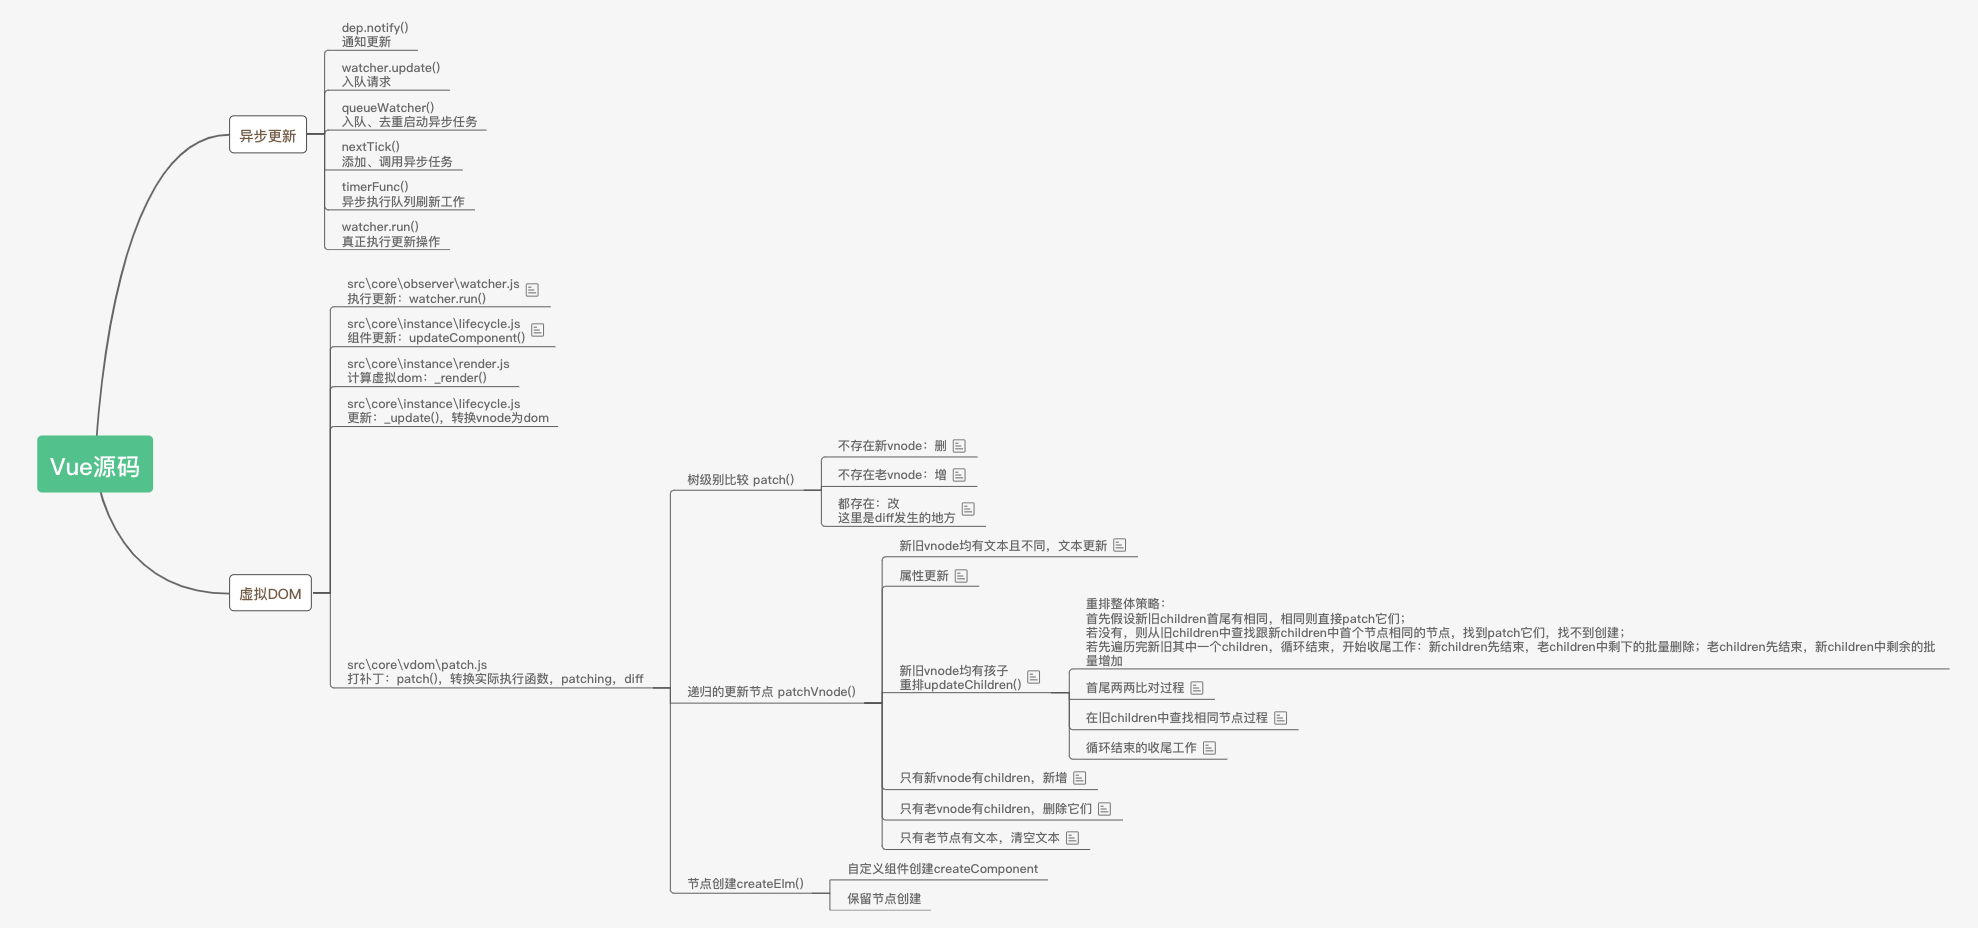 Vue源码
异步更新
dep.notify()
通知更新
watcher.update()
入队请求
queueWatcher()
入队、去重启动异步任务
nextTick()
添加、调用异步任务
timerFunc()
异步执行队列刷新工作
watcher.run()
真正执行更新操作
虚拟DOM
src\core\observer\watcher.js
执行更新：watcher.run()
src\core\instance\lifecycle.js
组件更新：updateComponent()
src\core\instance\render.js
计算虚拟dom：_render()
src\core\instance\lifecycle.js
更新：_update()，转换vnode为dom
src\core\vdom\patch.js
打补丁：patch()，转换实际执行函数，patching，diff
树级别比较 patch()
不存在新vnode：删
不存在老vnode：增
都存在：改
这里是diff发生的地方
递归的更新节点 patchVnode()
新旧vnode均有文本且不同，文本更新
属性更新
新旧vnode均有孩子
重排updateChildren()
重排整体策略：
首先假设新旧children首尾有相同，相同则直接patch它们；
若没有，则从旧children中查找跟新children中首个节点相同的节点，找到patch它们，找不到创建；
若先遍历完新旧其中一个children，循环结束，开始收尾工作：新children先结束，老children中剩下的批量删除；老children先结束，新children中剩余的批
量增加
首尾两两比对过程
在旧children中查找相同节点过程
循环结束的收尾工作
只有新vnode有children，新增
只有老vnode有children，删除它们
只有老节点有文本，清空文本
节点创建createElm()
自定义组件创建createComponent
保留节点创建